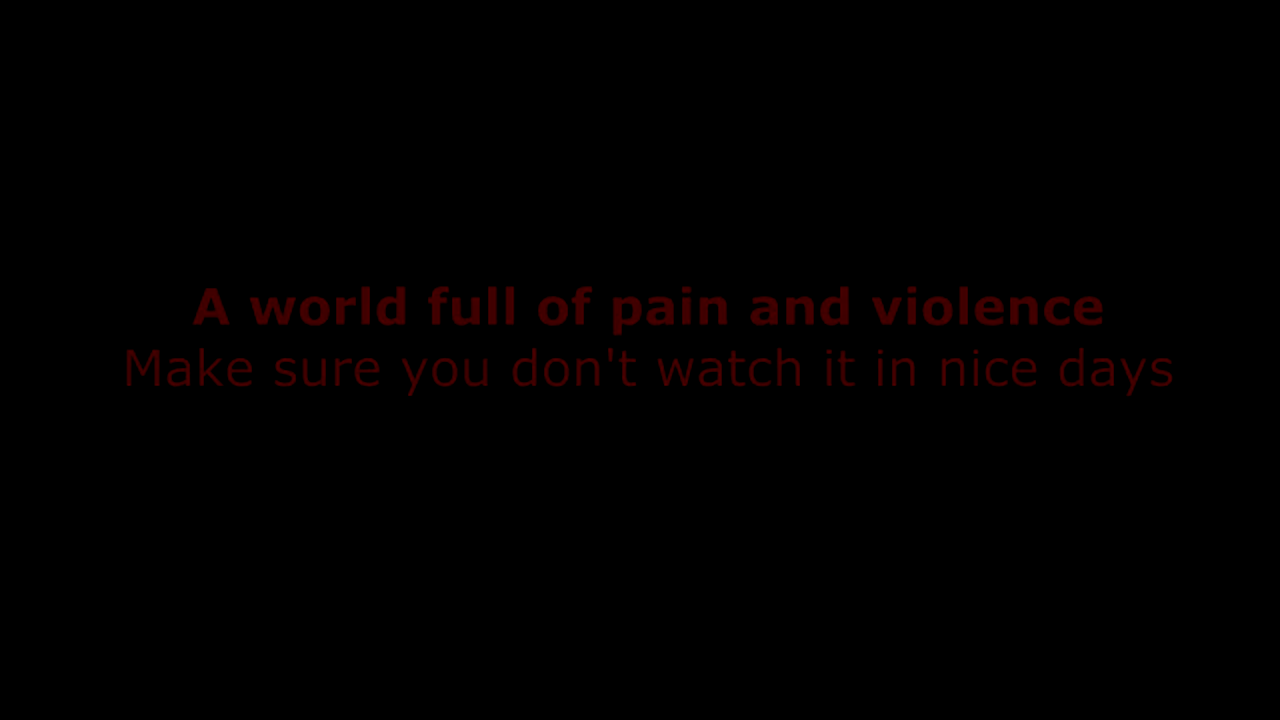 A world full of pain and violence
Make sure you don't watch it in nice days